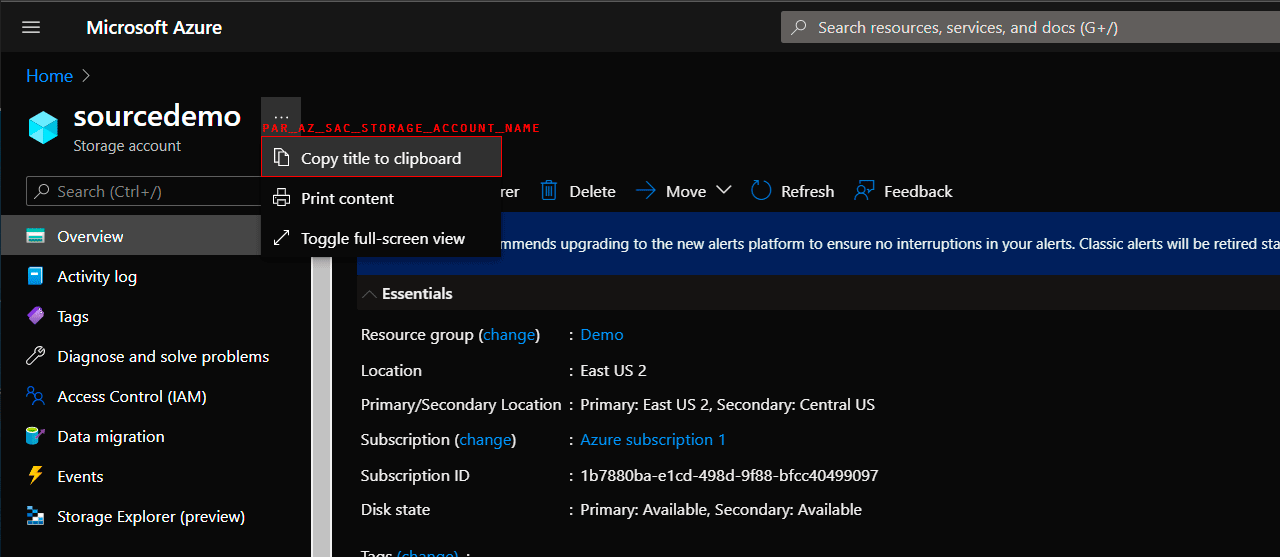 Microsoft Azure
Search resources, services, and docs (G+/)
Home
sourcedemo
...
PAR_AZ_SAC_STORAGE_ACCOUNT_NAME
Storage account
Copy title to clipboard
Print content
Toggle full-screen view
Search (Ctrl+/)
rer Delete Move Refresh Feedback
Overview
Activity log
Tags
Diagnose and solve problems
Access Control (IAM)
Data migration
Events
Storage Explorer (preview)
mmends upgrading to the new alerts platform to ensure no interruptions in your alerts. Classic alerts will be retired sta
Essentials
Resource group (change) : Demo
Location : East US 2
Primary/Secondary Location : Primary: East US 2, Secondary: Central US
Subscription (change) : Azure subscription 1
Subscription ID : 1b7880ba-e1cd-498d-9f88-bfcc40499097
Disk state : Primary: Available, Secondary: Available
Tags (change) :